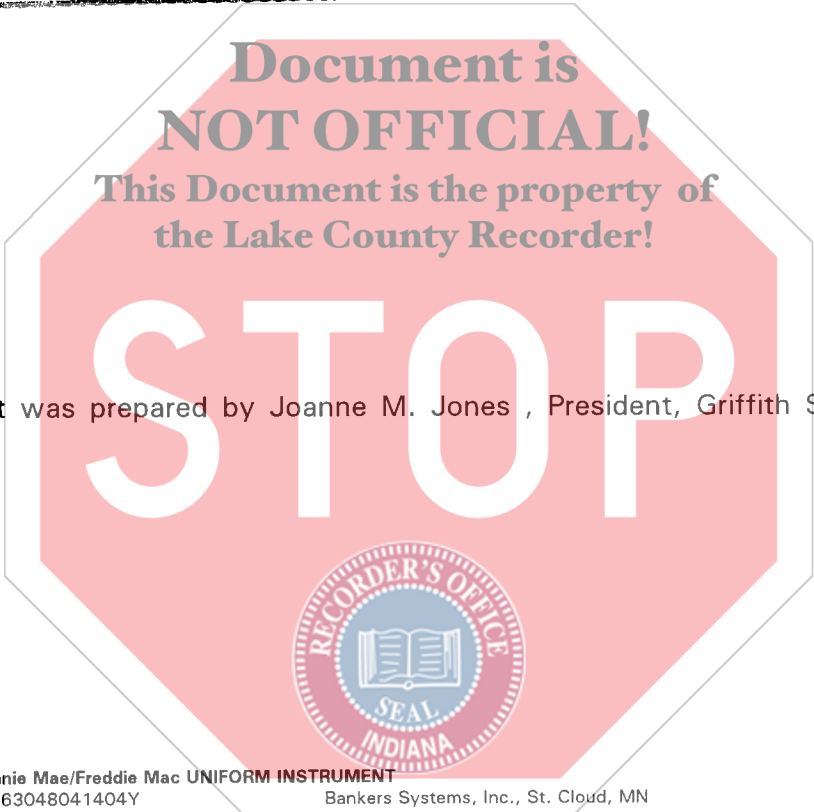 Document is
NOT OFFICIAL!
This Document is the property of
the Lake County Recorder!
STOP
t was prepared by Joanne M. Jones , President, Griffith S
RECORDER'S OFFICE
SEAL
INDIANA
nie Mae/Freddie Mac UNIFORM INSTRUMENT
63048041404Y Bankers Systems, Inc., St. Cloud, MN